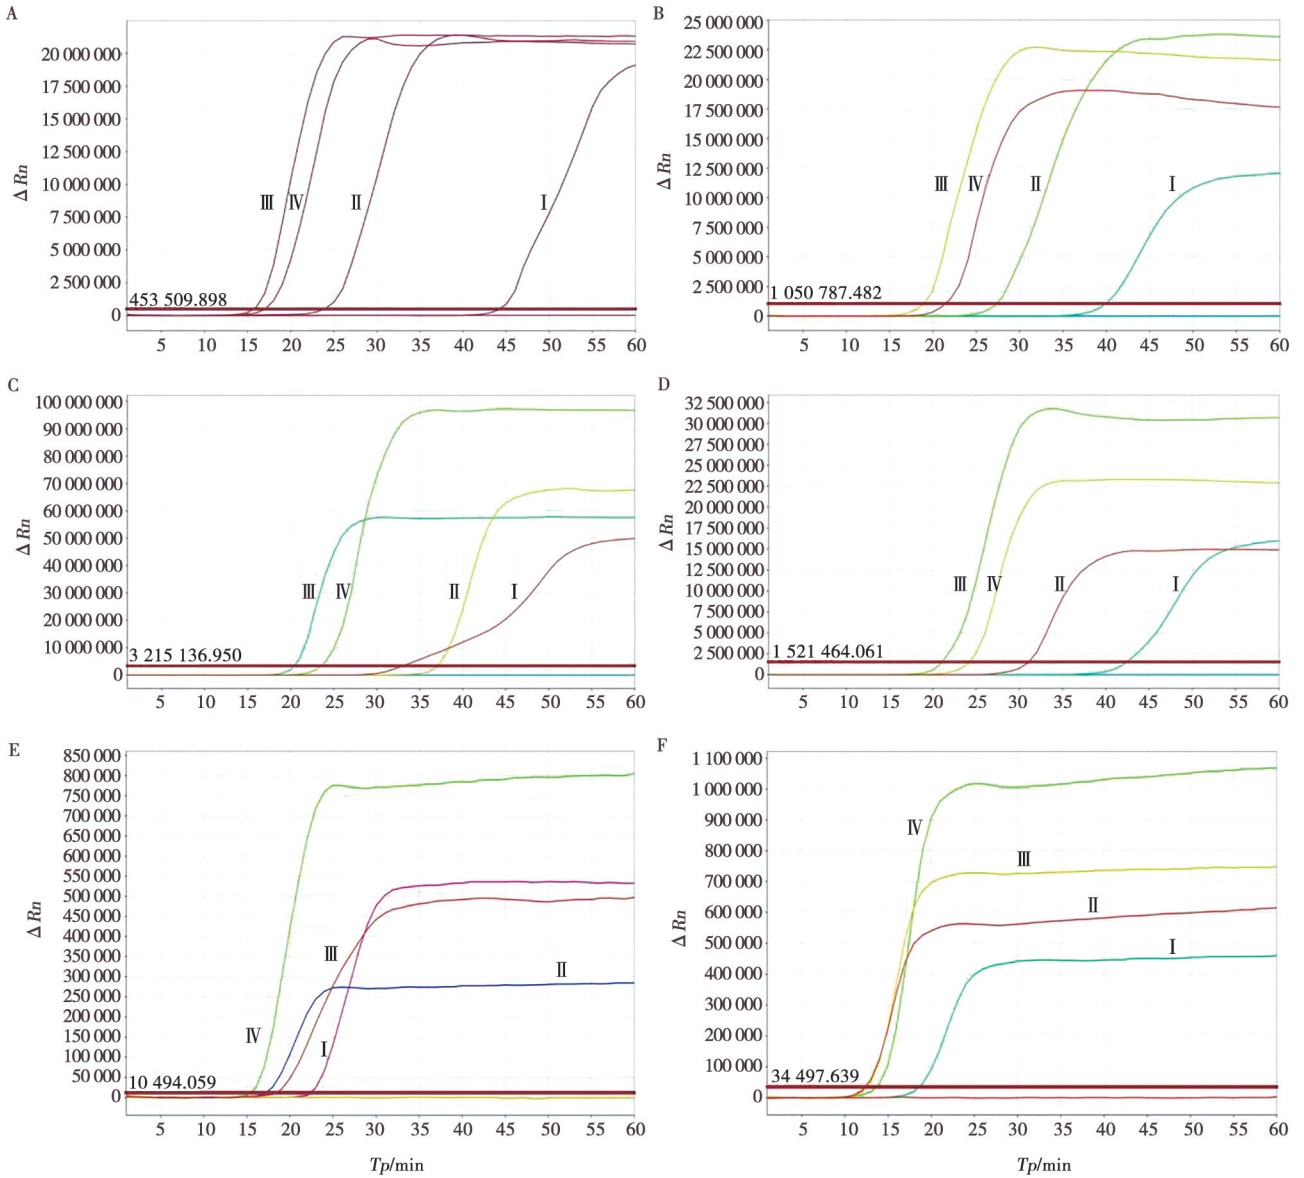 A
Δ Rn
20 000 000
17 500 000
15 000 000
12 500 000
10 000 000
7 500 000
5 000 000
2 500 000
0
453 509.898
Ⅲ Ⅳ Ⅱ Ⅰ
5 10 15 20 25 30 35 40 45 50 55 60
B
Δ Rn
25 000 000
22 500 000
20 000 000
17 500 000
15 000 000
12 500 000
10 000 000
7 500 000
5 000 000
2 500 000
0
1 050 787.482
Ⅲ Ⅳ Ⅱ Ⅰ
5 10 15 20 25 30 35 40 45 50 55 60
C
Δ Rn
100 000 000
90 000 000
80 000 000
70 000 000
60 000 000
50 000 000
40 000 000
30 000 000
20 000 000
10 000 000
0
3 215 136.950
Ⅲ Ⅳ Ⅱ Ⅰ
5 10 15 20 25 30 35 40 45 50 55 60
D
Δ Rn
32 500 000
30 000 000
27 500 000
25 000 000
22 500 000
20 000 000
17 500 000
15 000 000
12 500 000
10 000 000
7 500 000
5 000 000
2 500 000
0
1 521 464.061
Ⅲ Ⅳ Ⅱ Ⅰ
5 10 15 20 25 30 35 40 45 50 55 60
E
Δ Rn
850 000
800 000
750 000
700 000
650 000
600 000
550 000
500 000
450 000
400 000
350 000
300 000
250 000
200 000
150 000
100 000
50 000
0
10 494.059
Ⅲ
Ⅱ
Ⅳ
Ⅰ
5 10 15 20 25 30 35 40 45 50 55 60
Tp/min
F
Δ Rn
1 100 000
1 000 000
900 000
800 000
700 000
600 000
500 000
400 000
300 000
200 000
100 000
0
34 497.639
Ⅳ
Ⅲ
Ⅱ
Ⅰ
5 10 15 20 25 30 35 40 45 50 55 60
Tp/min